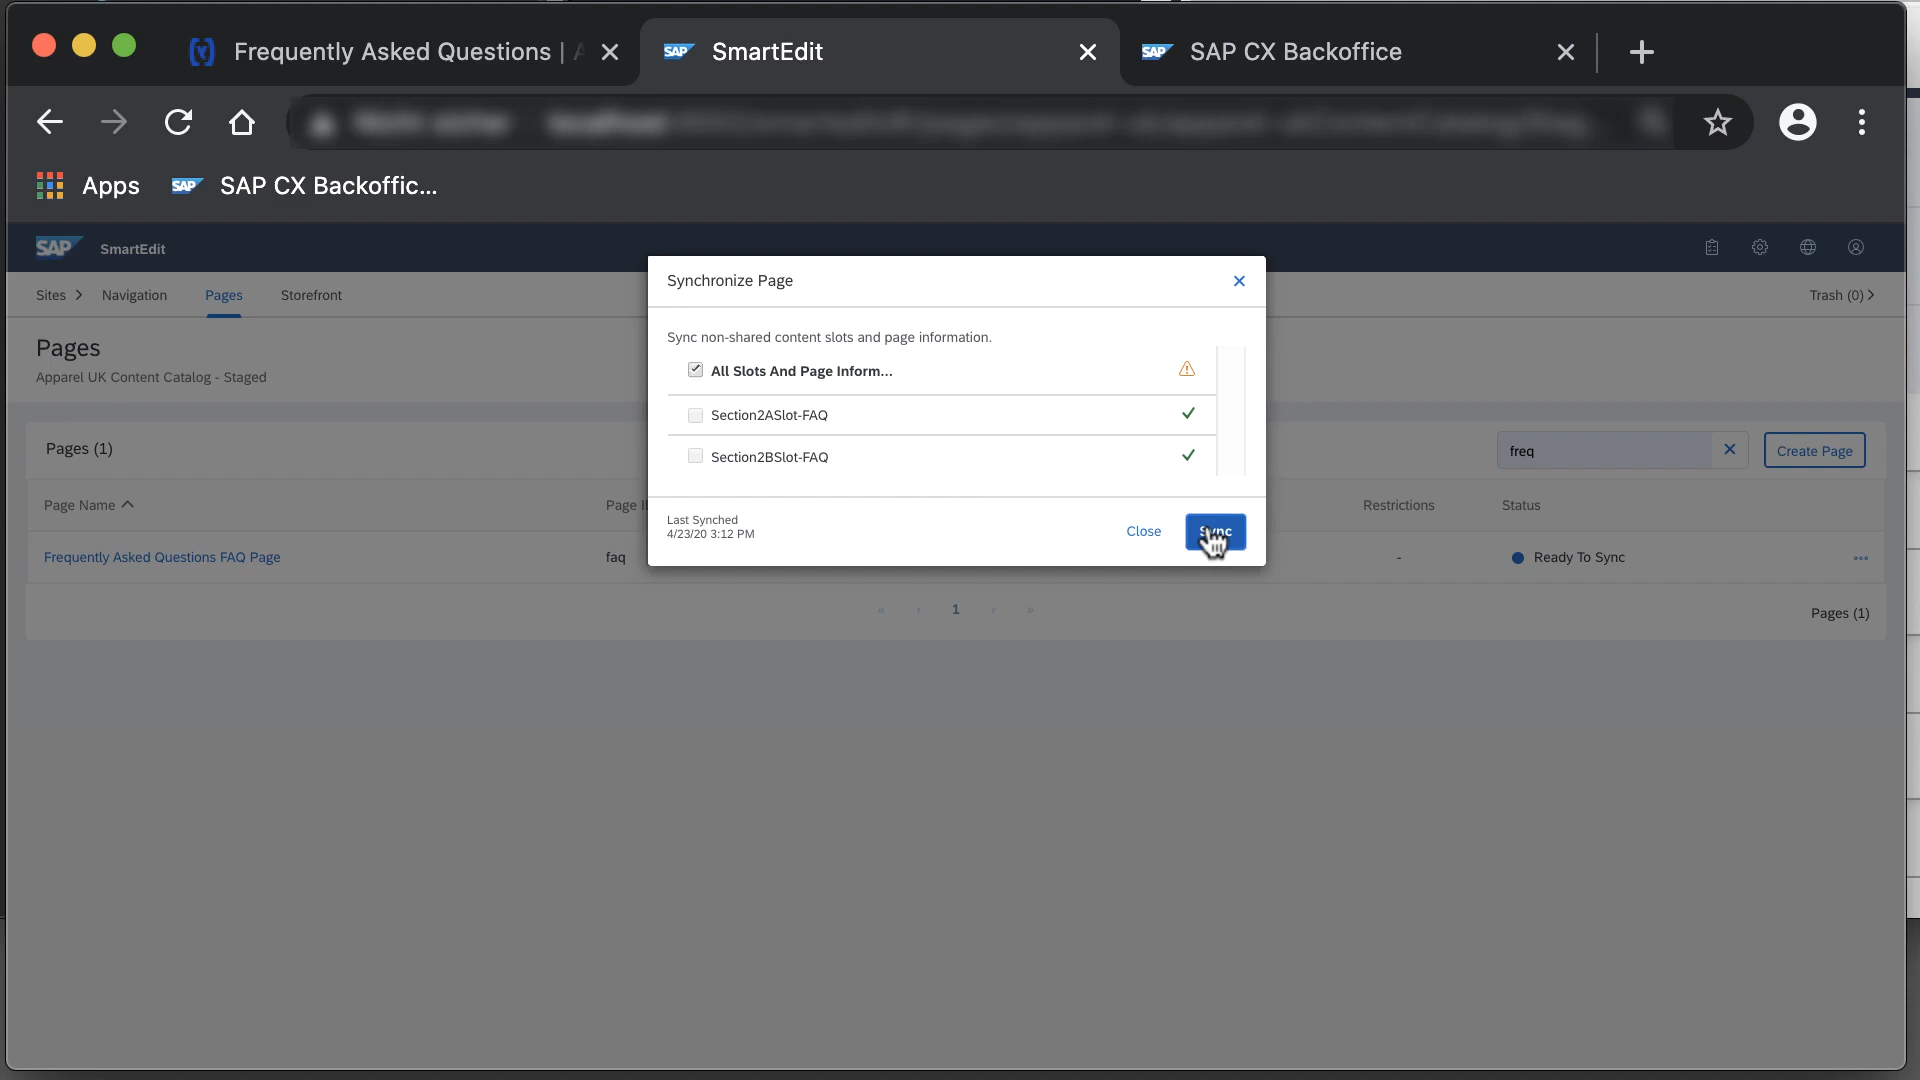 Frequently Asked Questions |
SAP SmartEdit
SAP SAP CX Backoffice
Apps
SAP SAP CX Backoffic...
SAP SmartEdit
Sites
Navigation
Pages
Storefront
Trash (0)
Pages
Apparel UK Content Catalog - Staged
Synchronize Page
Sync non-shared content slots and page information.
All Slots And Page Inform...
Section2ASlot-FAQ
Section2BSlot-FAQ
Last Synched
4/23/20 3:12 PM
Close
Sync
Pages (1)
freq
Create Page
Page Name
Page
Restrictions
Status
Frequently Asked Questions FAQ Page
faq
-
Ready To Sync
« ‹ 1 › »
Pages (1)